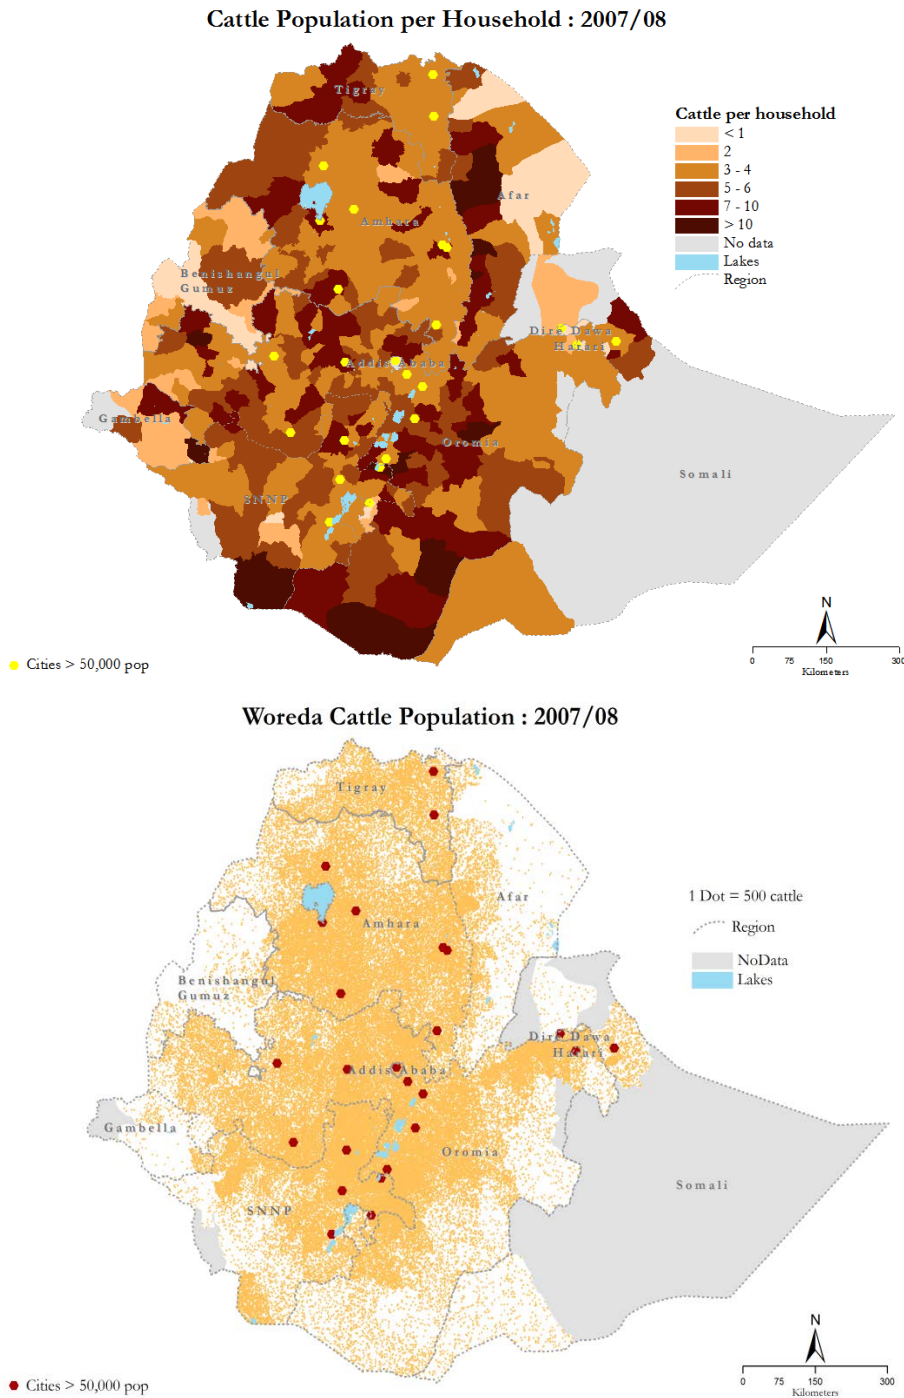 Cattle Population per Household : 2007/08
Cattle per household
< 1
2
3 - 4
5 - 6
7 - 10
> 10
No data
Lakes
Region
Tigray
Afar
Amhara
Benishangul
Gumuz
Dire Dawa
Harari
Addis Ababa
Gambella
Oromia
Somali
SNNP
N
0 75 150 300
Kilometers
Cities > 50,000 pop
Woreda Cattle Population : 2007/08
Tigray
1 Dot = 500 cattle
Afar
Region
Amhara
NoData
Lakes
Benishangul
Gumuz
Dire Dawa
Harari
Addis Ababa
Gambella
Oromia
Somali
SNNP
N
0 75 150 300
Kilometers
Cities > 50,000 pop